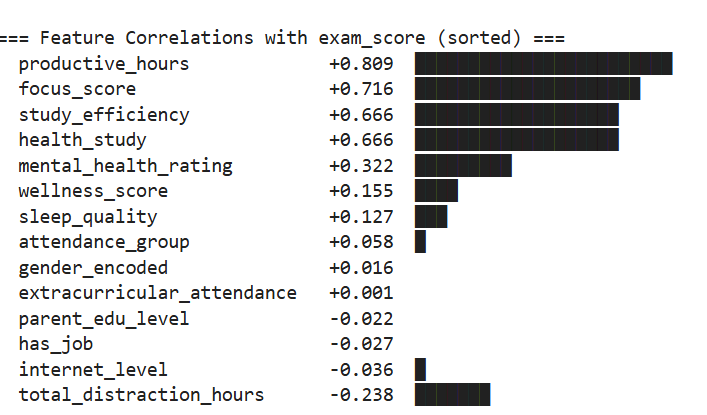 === Feature Correlations with exam_score (sorted) ===
productive_hours +0.809
focus_score +0.716
study_efficiency +0.666
health_study +0.666
mental_health_rating +0.322
wellness_score +0.155
sleep_quality +0.127
attendance_group +0.058
gender_encoded +0.016
extracurricular_attendance +0.001
parent_edu_level -0.022
has_job -0.027
internet_level -0.036
total_distraction_hours -0.238